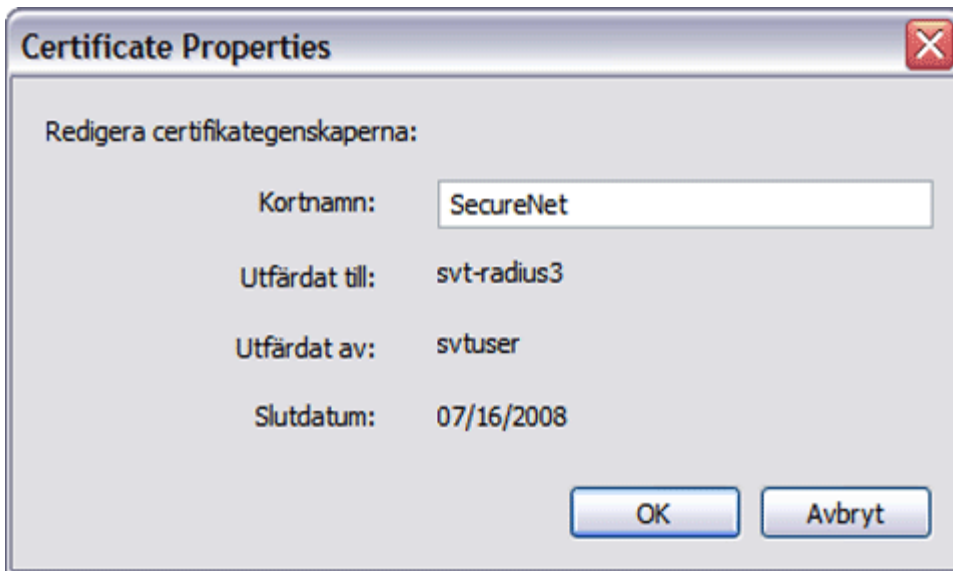 Certificate Properties
Redigera certifikategenskaperna:
Kortnamn: SecureNet
Utfärdat till: svt-radius3
Utfärdat av: svtuser
Slutdatum: 07/16/2008
OK Avbryt